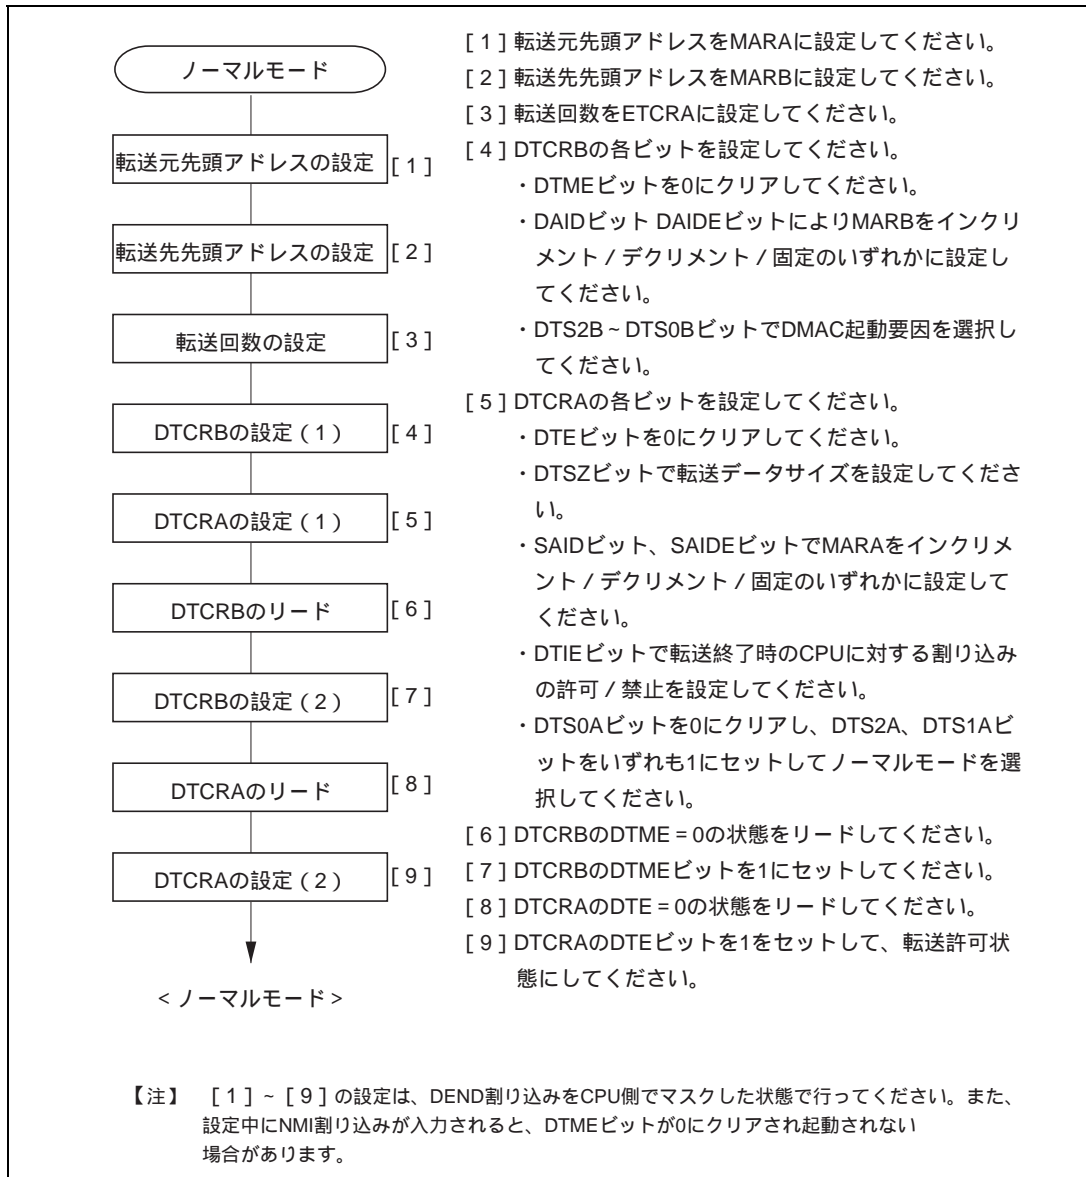 ノーマルモード
転送元先頭アドレスの設定 [1]
転送先先頭アドレスの設定 [2]
転送回数の設定 [3]
DTCRBの設定(1) [4]
DTCRAの設定(1) [5]
DTCRBのリード [6]
DTCRBの設定(2) [7]
DTCRAのリード [8]
DTCRAの設定(2) [9]
<ノーマルモード>
[1]転送元先頭アドレスをMARAに設定してください。
[2]転送先先頭アドレスをMARBに設定してください。
[3]転送回数をETCRAに設定してください。
[4]DTCRBの各ビットを設定してください。
・DTMEビットを0にクリアしてください。
・DAIDビット DAIDEビットによりMARBをインクリ
メント/デクリメント/固定のいずれかに設定し
てください。
・DTS2B~DTS0BビットでDMAC起動要因を選択し
てください。
[5]DTCRAの各ビットを設定してください。
・DTEビットを0にクリアしてください。
・DTSZビットで転送データサイズを設定してくださ
い。
・SAIDビット、SAIDEビットでMARAをインクリメ
ント/デクリメント/固定のいずれかに設定して
ください。
・DTIEビットで転送終了時のCPUに対する割り込み
の許可/禁止を設定してください。
・DTS0Aビットを0にクリアし、DTS2A、DTS1Aビ
ットをいずれも1にセットしてノーマルモードを選
択してください。
[6]DTCRBのDTME=0の状態をリードしてください。
[7]DTCRBのDTMEビットを1にセットしてください。
[8]DTCRAのDTE=0の状態をリードしてください。
[9]DTCRAのDTEビットを1をセットして、転送許可状
態にしてください。
【注】 [1]~[9]の設定は、DEND割り込みをCPU側でマスクした状態で行ってください。また、
設定中にNMI割り込みが入力されると、DTMEビットが0にクリアされ起動されない
場合があります。